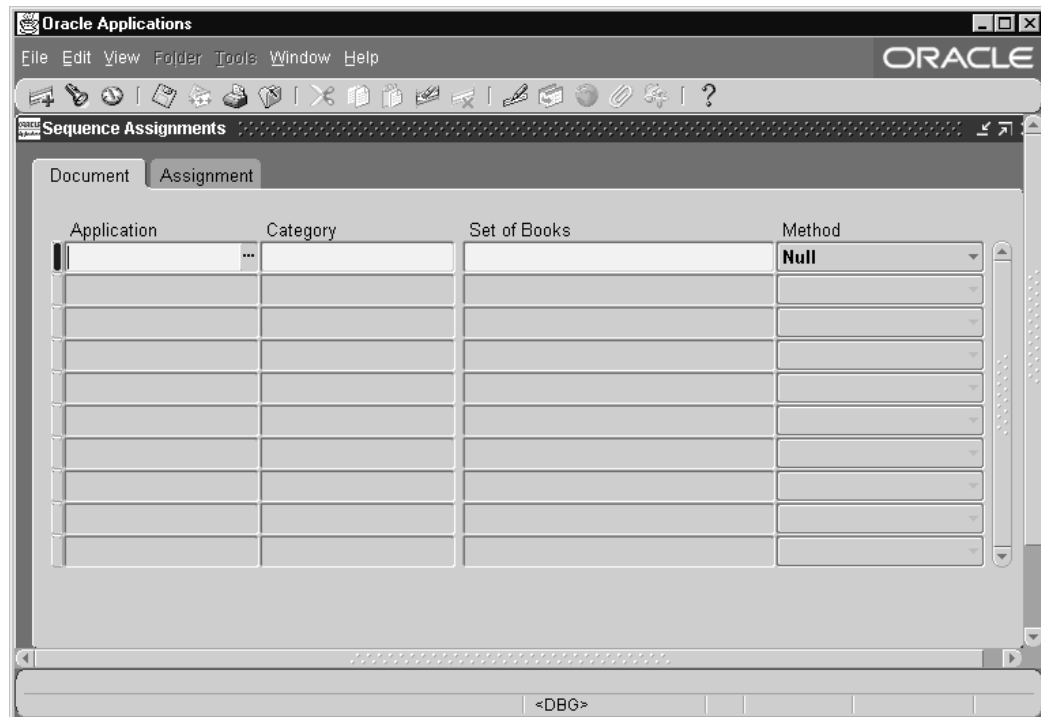 Oracle Applications
File Edit View Folder Tools Window Help
ORACLE
Sequence Assignments
Document Assignment
Application Category Set of Books Method
Null
<DBG>